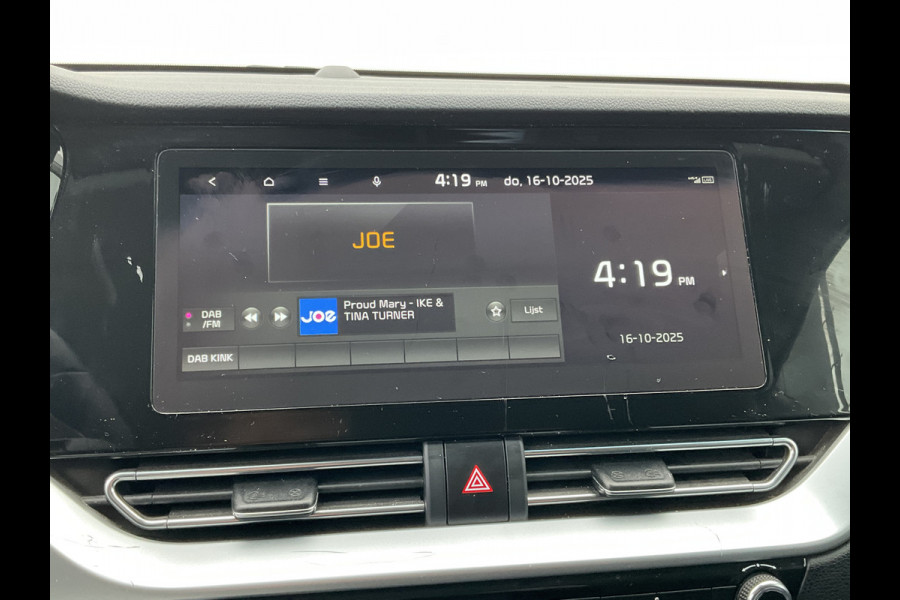 4:19 PM do, 16-10-2025
JOE
4:19 PM
DAB
/FM
JOe
Proud Mary - IKE &
TINA TURNER
Lijst
16-10-2025
DAB KINK